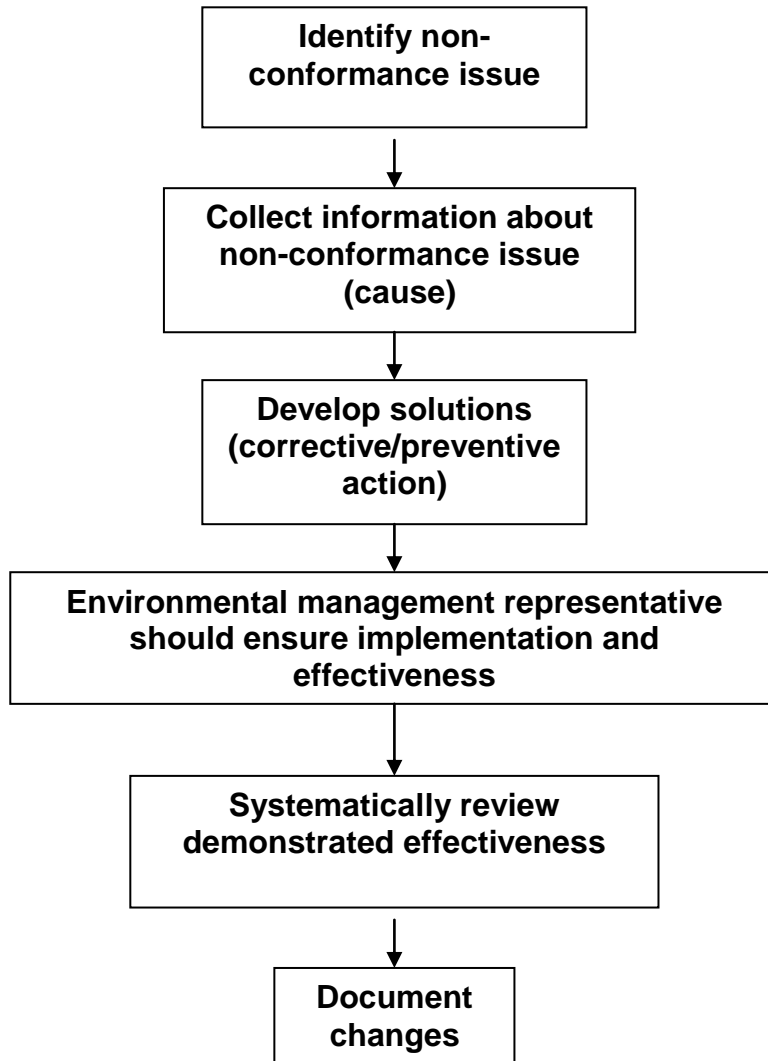 Identify non-
conformance issue
Collect information about
non-conformance issue
(cause)
Develop solutions
(corrective/preventive
action)
Environmental management representative
should ensure implementation and
effectiveness
Systematically review
demonstrated effectiveness
Document
changes